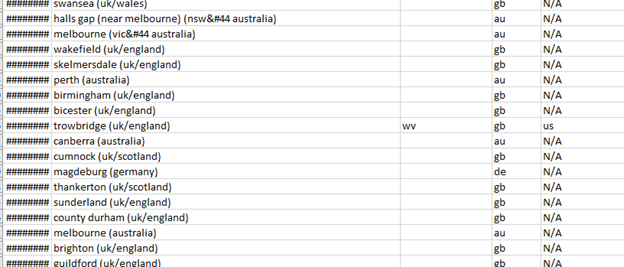 ######## swansea (uk/wales) gb N/A
######## halls gap (near melbourne) (nsw&#44 australia) au N/A
######## melbourne (vic&#44 australia) au N/A
######## wakefield (uk/england) gb N/A
######## skelmersdale (uk/england) gb N/A
######## perth (australia) au N/A
######## birmingham (uk/england) gb N/A
######## bicester (uk/england) gb N/A
######## trowbridge (uk/england) wv gb us
######## canberra (australia) au N/A
######## cumnock (uk/scotland) gb N/A
######## magdeburg (germany) de N/A
######## thankerton (uk/scotland) gb N/A
######## sunderland (uk/england) gb N/A
######## county durham (uk/england) gb N/A
######## melbourne (australia) au N/A
######## brighton (uk/england) gb N/A
######## guildford (uk/england) gb N/A